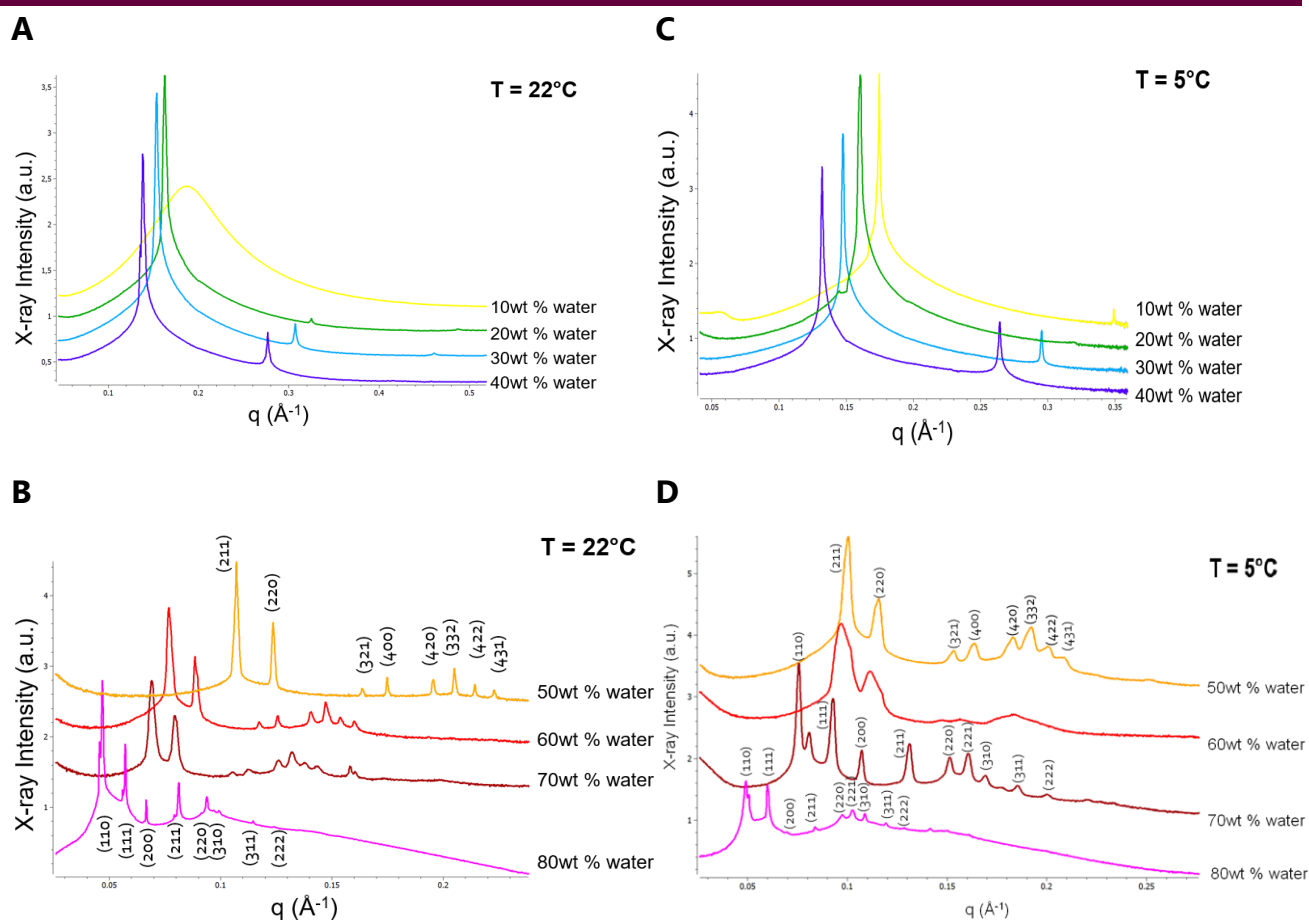 A
T = 22°C
X-ray Intensity (a.u.)
3,5
3
2,5
2
1,5
1
0,5
10wt % water
20wt % water
30wt % water
40wt % water
0.1
0.2
0.3
0.4
0.5
q (Å-1)
C
T = 5°C
X-ray Intensity (a.u.)
4
3
2
1
10wt % water
20wt % water
30wt % water
40wt % water
0.05
0.1
0.15
0.2
0.25
0.3
0.35
q (Å-1)
B
T = 22°C
X-ray Intensity (a.u.)
4
3
2
1
(211)
(220)
(321)
(400)
(420)
(332)
(422)
(431)
50wt % water
60wt % water
70wt % water
80wt % water
(110)
(111)
(200)
(211)
(220)
(310)
(311)
(222)
0.05
0.1
0.15
0.2
q (Å-1)
D
T = 5°C
X-ray Intensity (a.u.)
5
4
3
2
1
(211)
(220)
(321)
(400)
(420)
(332)
(422)
(431)
50wt % water
60wt % water
(110)
(111)
(200)
(211)
(220)
(221)
(310)
(311)
(222)
70wt % water
(110)
(111)
(200)
(211)
(220)
(221)
(310)
(311)
(222)
80wt % water
0.05
0.1
0.15
0.2
0.25
q (Å-1)